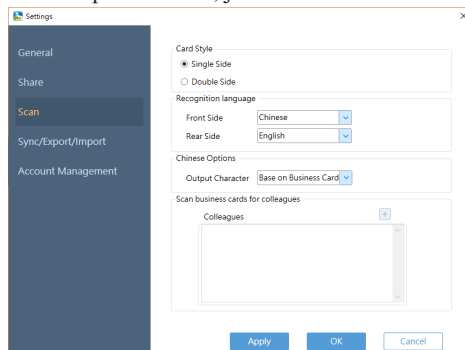 Settings
General
Share
Scan
Sync/Export/Import
Account Management
Card Style
Single Side
Double Side
Recognition language
Front Side Chinese
Rear Side English
Chinese Options
Output Character Base on Business Card
Scan business cards for colleagues
Colleagues +
Apply OK Cancel